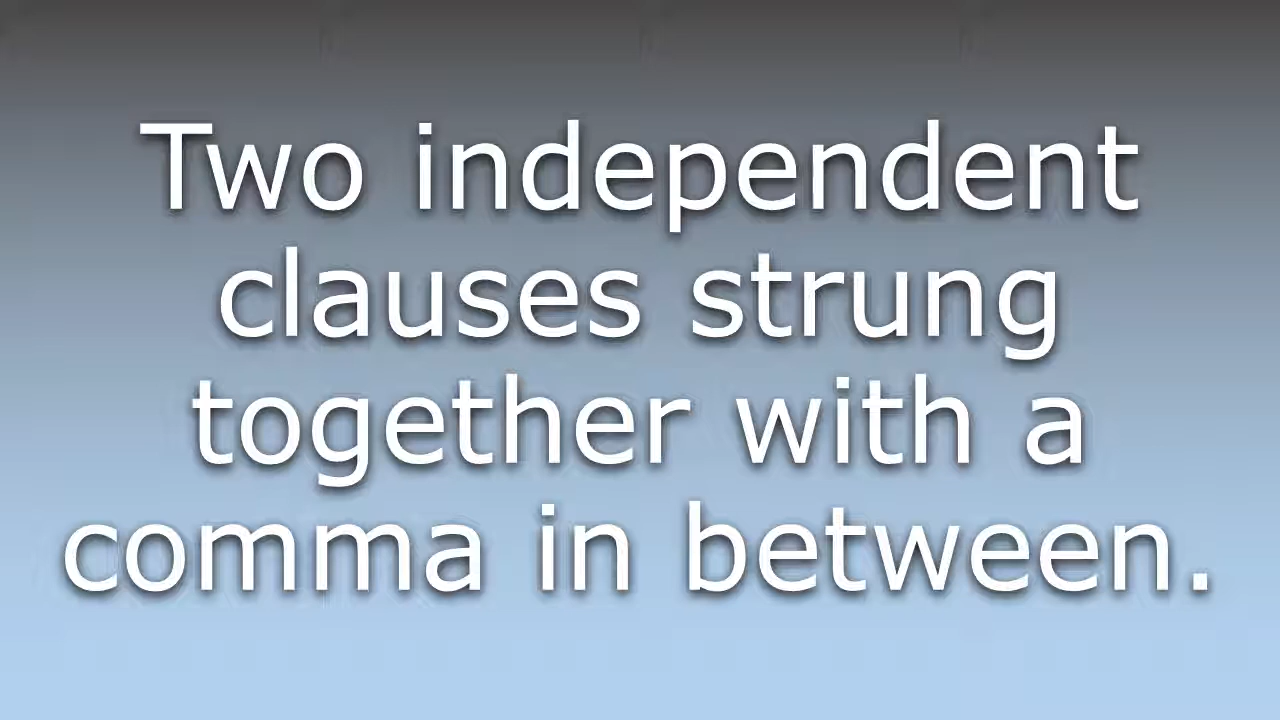 Two independent
clauses strung
together with a
comma in between.